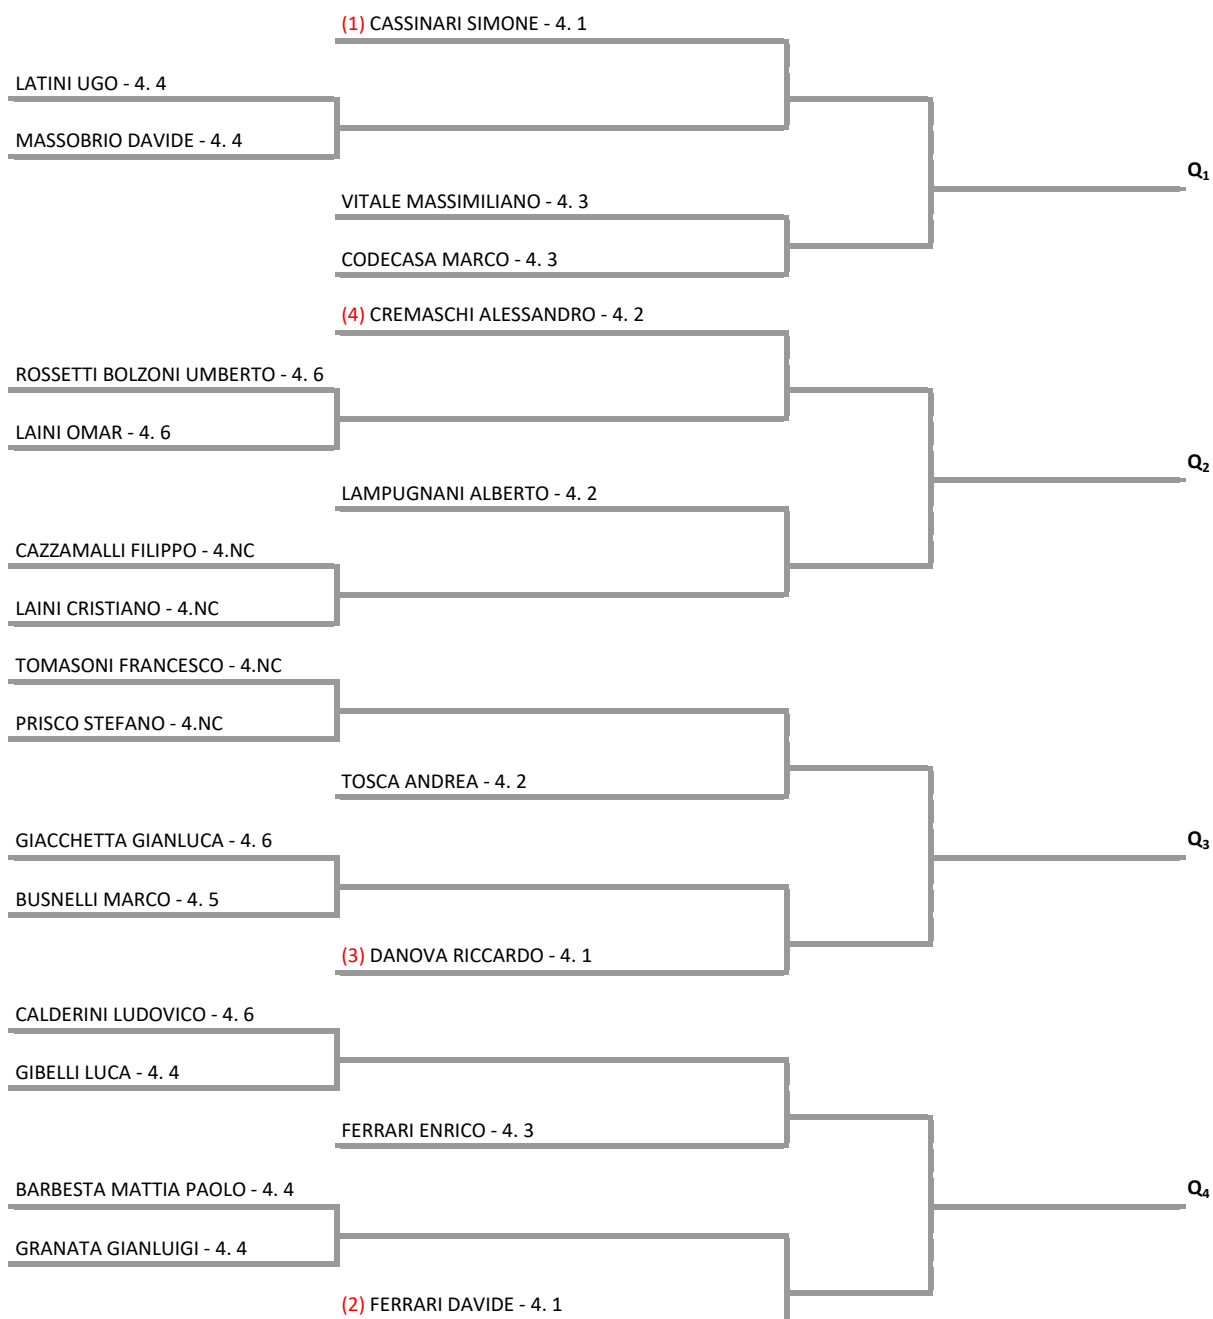 (1) CASSINARI SIMONE - 4. 1
LATINI UGO - 4. 4
MASSOBRIO DAVIDE - 4. 4
Q₁
VITALE MASSIMILIANO - 4. 3
CODECASA MARCO - 4. 3
(4) CREMASCHI ALESSANDRO - 4. 2
ROSSETTI BOLZONI UMBERTO - 4. 6
LAINI OMAR - 4. 6
Q₂
LAMPUGNANI ALBERTO - 4. 2
CAZZAMALLI FILIPPO - 4.NC
LAINI CRISTIANO - 4.NC
TOMASONI FRANCESCO - 4.NC
PRISCO STEFANO - 4.NC
TOSCA ANDREA - 4. 2
GIACCHETTA GIANLUCA - 4. 6
Q₃
BUSNELLI MARCO - 4. 5
(3) DANOVA RICCARDO - 4. 1
CALDERINI LUDOVICO - 4. 6
GIBELLI LUCA - 4. 4
FERRARI ENRICO - 4. 3
BARBESTA MATTIA PAOLO - 4. 4
Q₄
GRANATA GIANLUIGI - 4. 4
(2) FERRARI DAVIDE - 4. 1